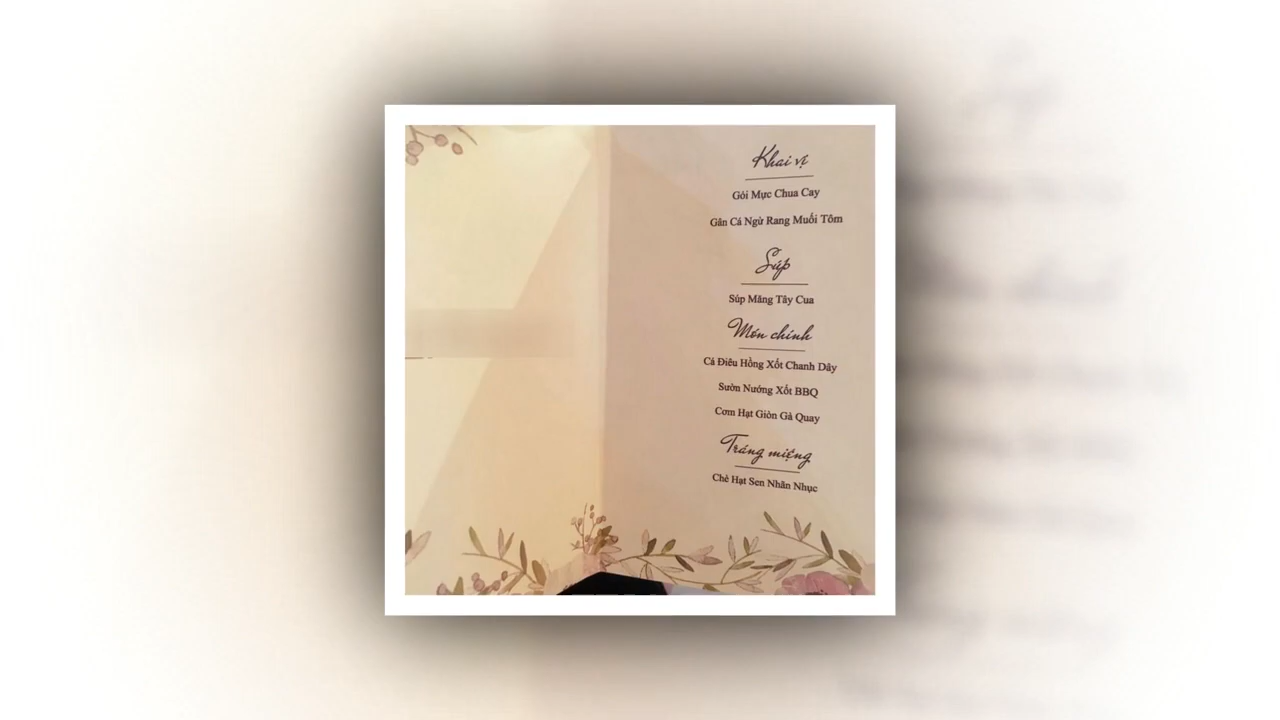 Khai vị
Gỏi Mực Chua Cay
Gân Cá Ngừ Rang Muối Tôm
Súp
Súp Măng Tây Cua
Món chính
Cá Điêu Hồng Xốt Chanh Dây
Sườn Nướng Xốt BBQ
Cơm Hạt Giòn Gà Quay
Tráng miệng
Chè Hạt Sen Nhãn Nhục